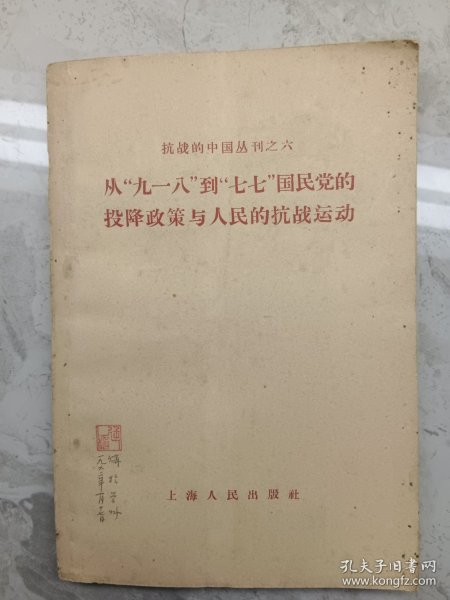 抗战的中国丛刊之六
从“九一八”到“七七”国民党的
投降政策与人民的抗战运动
上海人民出版社
孔夫子旧书网
www.kongfz.com